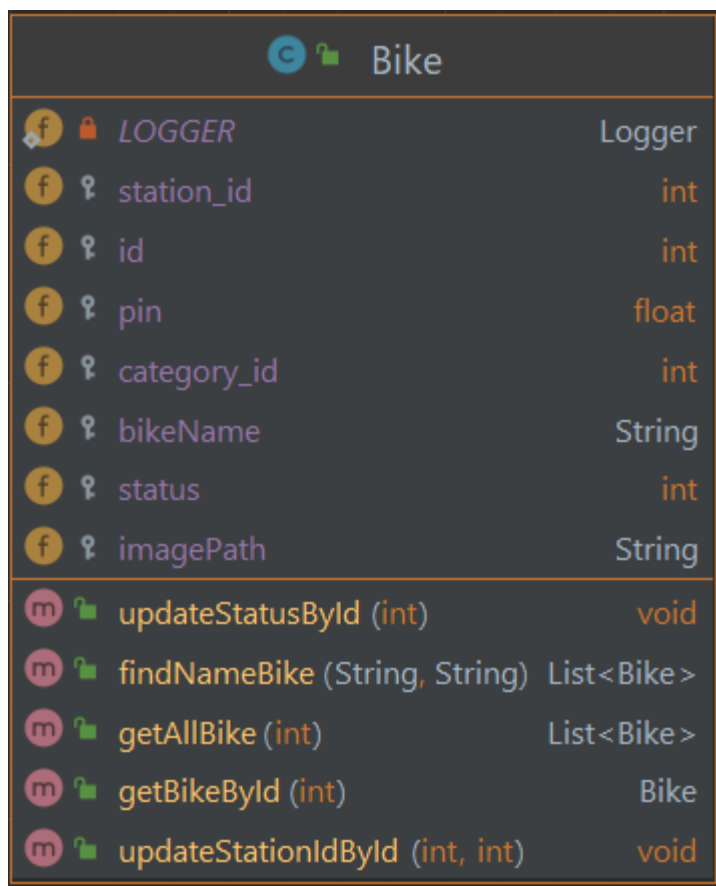 C Bike
f LOGGER Logger
f station_id int
f id int
f pin float
f category_id int
f bikeName String
f status int
f imagePath String
m updateStatusById (int) void
m findNameBike (String, String) List<Bike>
m getAllBike (int) List<Bike>
m getBikeById (int) Bike
m updateStationIdById (int, int) void